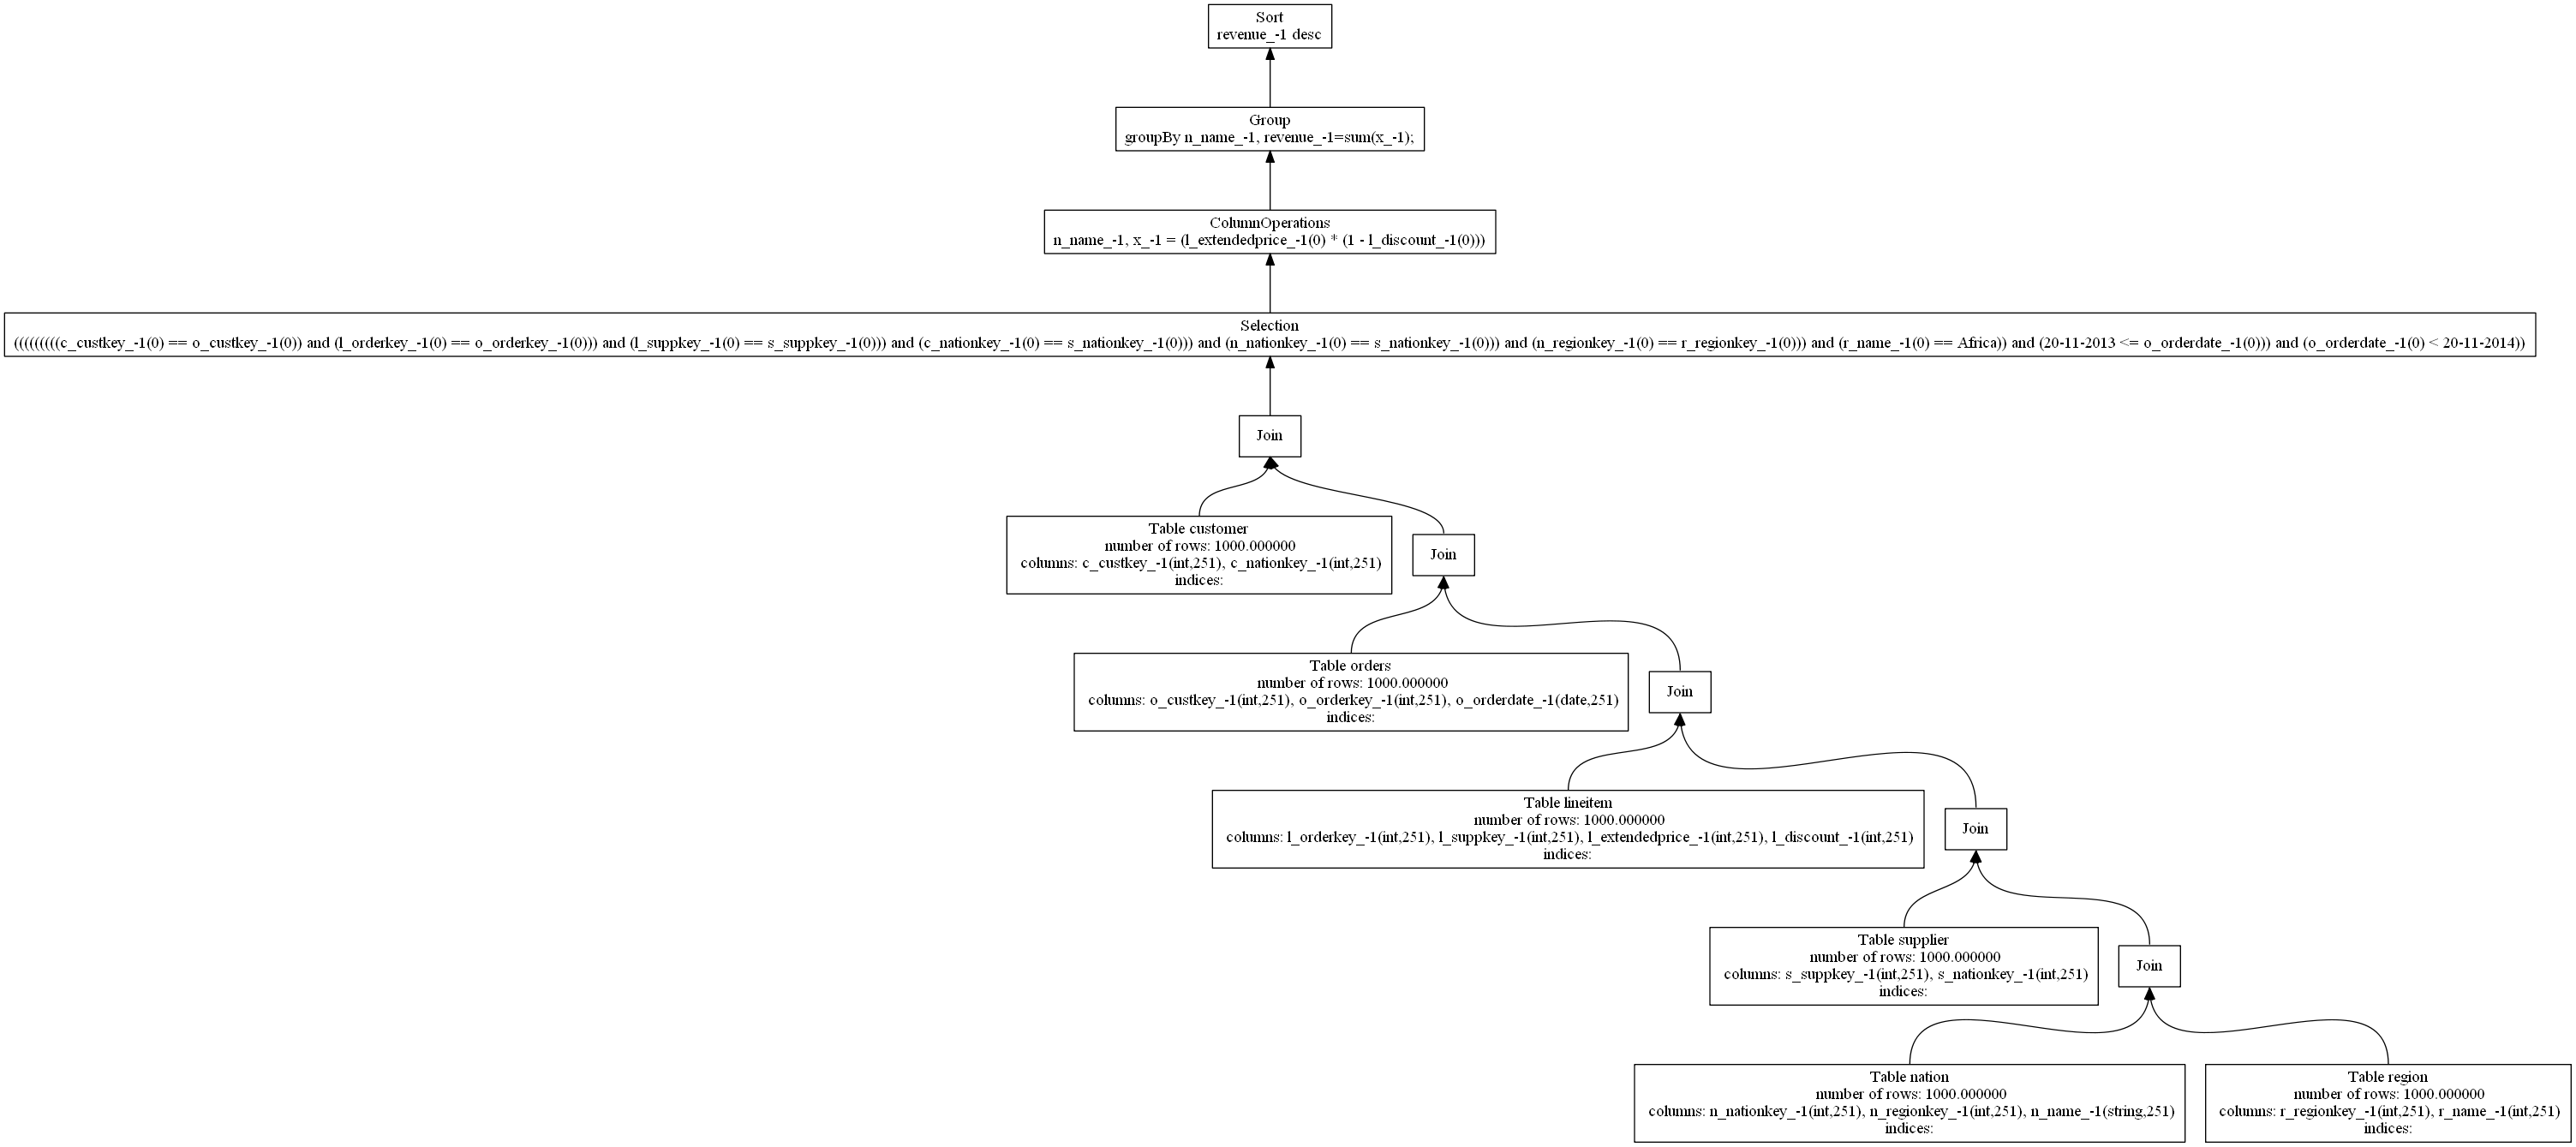 Sort
revenue_-1 desc
Group
groupBy n_name_-1, revenue_-1=sum(x_-1);
ColumnOperations
n_name_-1, x_-1 = (l_extendedprice_-1(0) * (1 - l_discount_-1(0)))
Selection
(((((((((c_custkey_-1(0) == o_custkey_-1(0)) and (l_orderkey_-1(0) == o_orderkey_-1(0))) and (l_suppkey_-1(0) == s_suppkey_-1(0))) and (c_nationkey_-1(0) == s_nationkey_-1(0))) and (n_nationkey_-1(0) == s_nationkey_-1(0))) and (n_regionkey_-1(0) == r_regionkey_-1(0))) and (r_name_-1(0) == Africa)) and (20-11-2013 <= o_orderdate_-1(0))) and (o_orderdate_-1(0) < 20-11-2014))
Join
Table customer
number of rows: 1000.000000
columns: c_custkey_-1(int,251), c_nationkey_-1(int,251)
indices:
Join
Table orders
number of rows: 1000.000000
columns: o_custkey_-1(int,251), o_orderkey_-1(int,251), o_orderdate_-1(date,251)
indices:
Join
Table lineitem
number of rows: 1000.000000
columns: l_orderkey_-1(int,251), l_suppkey_-1(int,251), l_extendedprice_-1(int,251), l_discount_-1(int,251)
indices:
Join
Table supplier
number of rows: 1000.000000
columns: s_suppkey_-1(int,251), s_nationkey_-1(int,251)
indices:
Join
Table nation
number of rows: 1000.000000
columns: n_nationkey_-1(int,251), n_regionkey_-1(int,251), n_name_-1(string,251)
indices:
Table region
number of rows: 1000.000000
columns: r_regionkey_-1(int,251), r_name_-1(int,251)
indices: